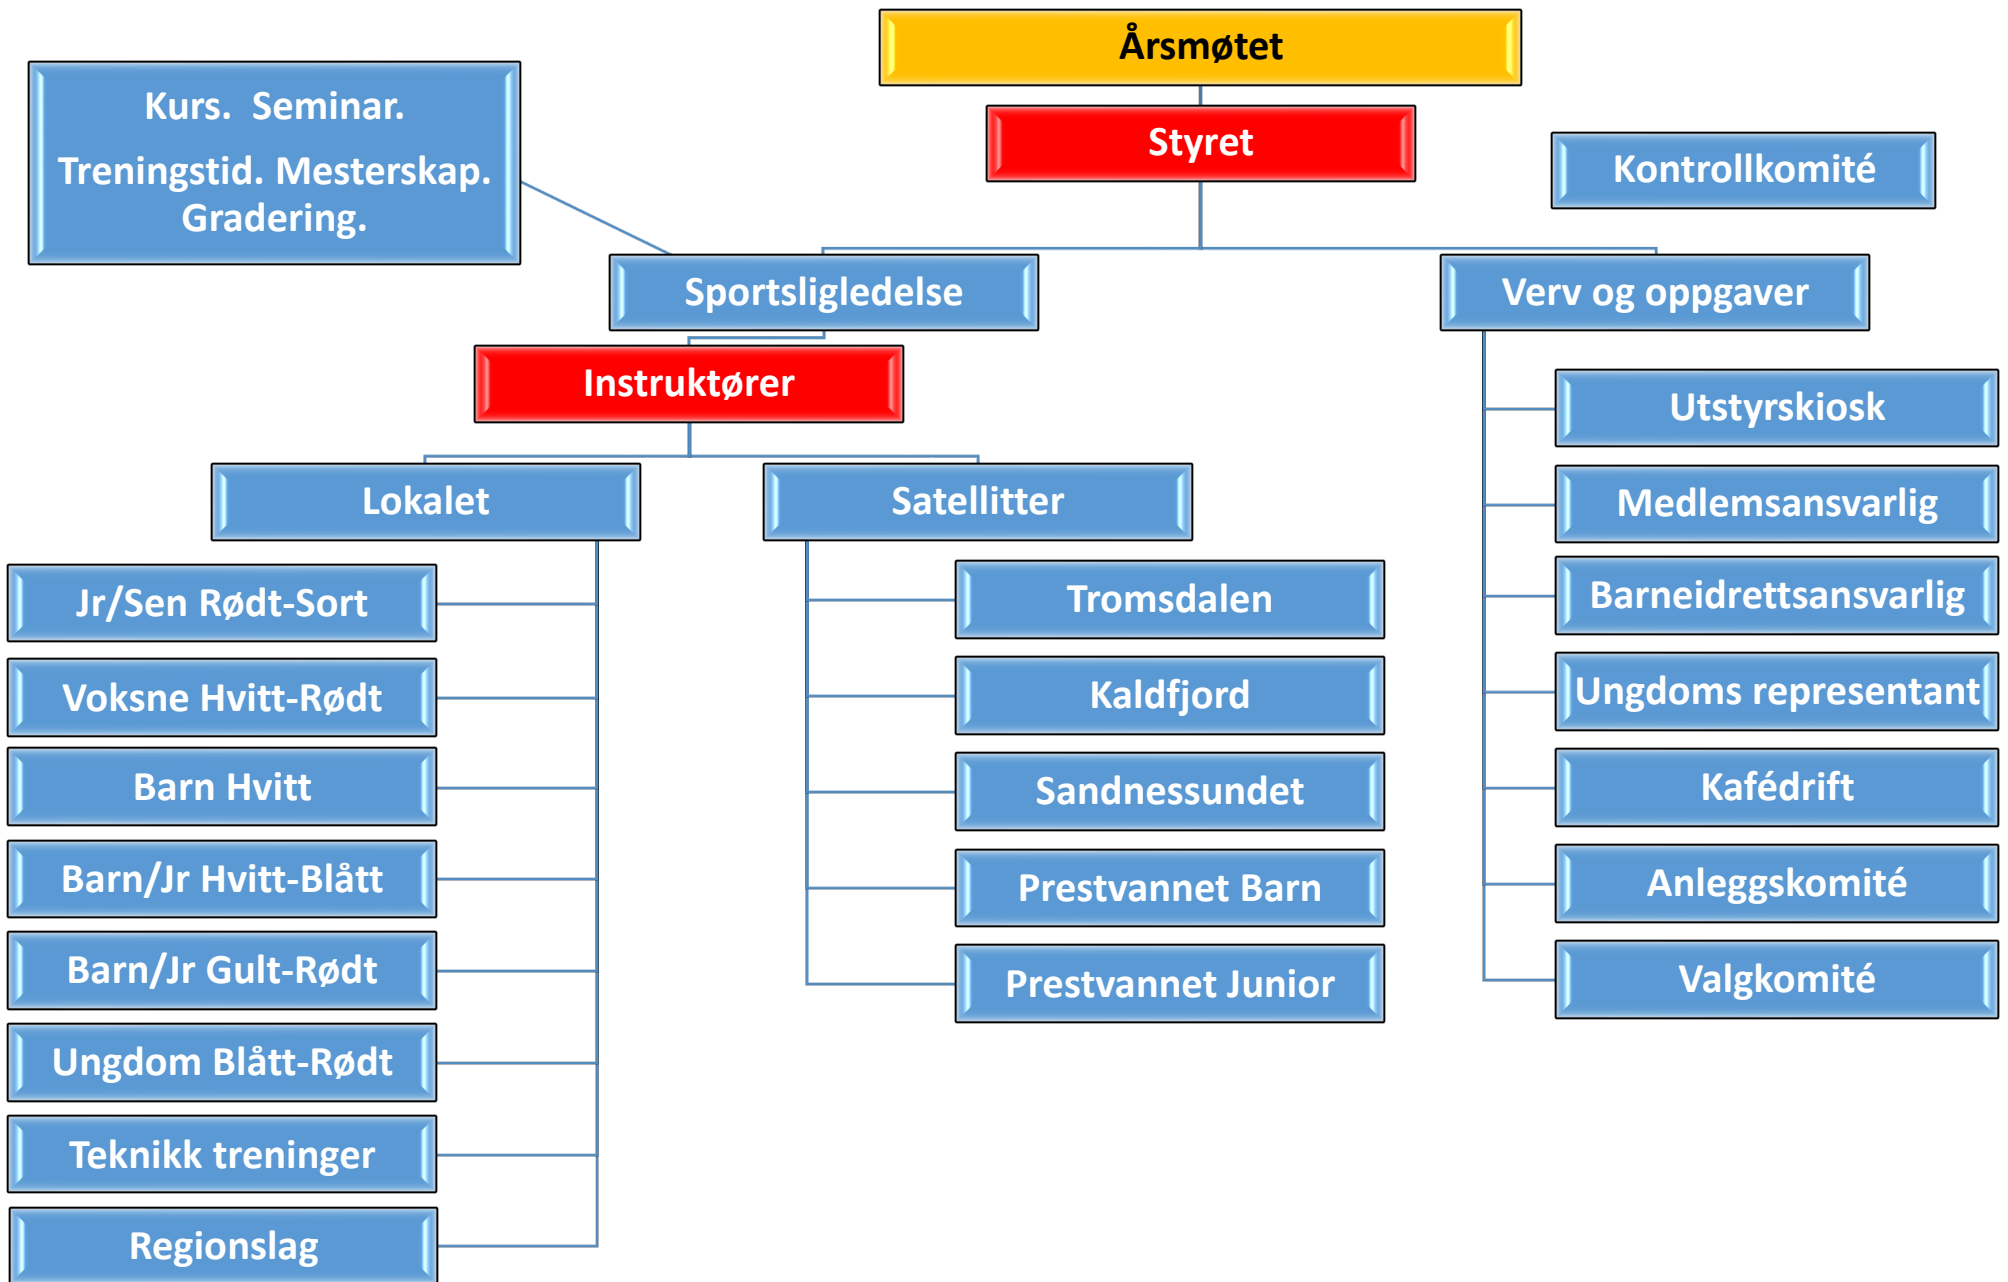 Årsmøtet
Kurs. Seminar.
Treningstid. Mesterskap.
Gradering.
Styret
Kontrollkomité
Sportsligledelse
Verv og oppgaver
Instruktører
Lokalet
Satellitter
Jr/Sen Rødt-Sort
Voksne Hvitt-Rødt
Barn Hvitt
Barn/Jr Hvitt-Blått
Barn/Jr Gult-Rødt
Ungdom Blått-Rødt
Teknikk treninger
Regionslag
Tromsdalen
Kaldfjord
Sandnessundet
Prestvannet Barn
Prestvannet Junior
Utstyrskiosk
Medlemsansvarlig
Barneidrettsansvarlig
Ungdoms representant
Kafédrift
Anleggskomité
Valgkomité